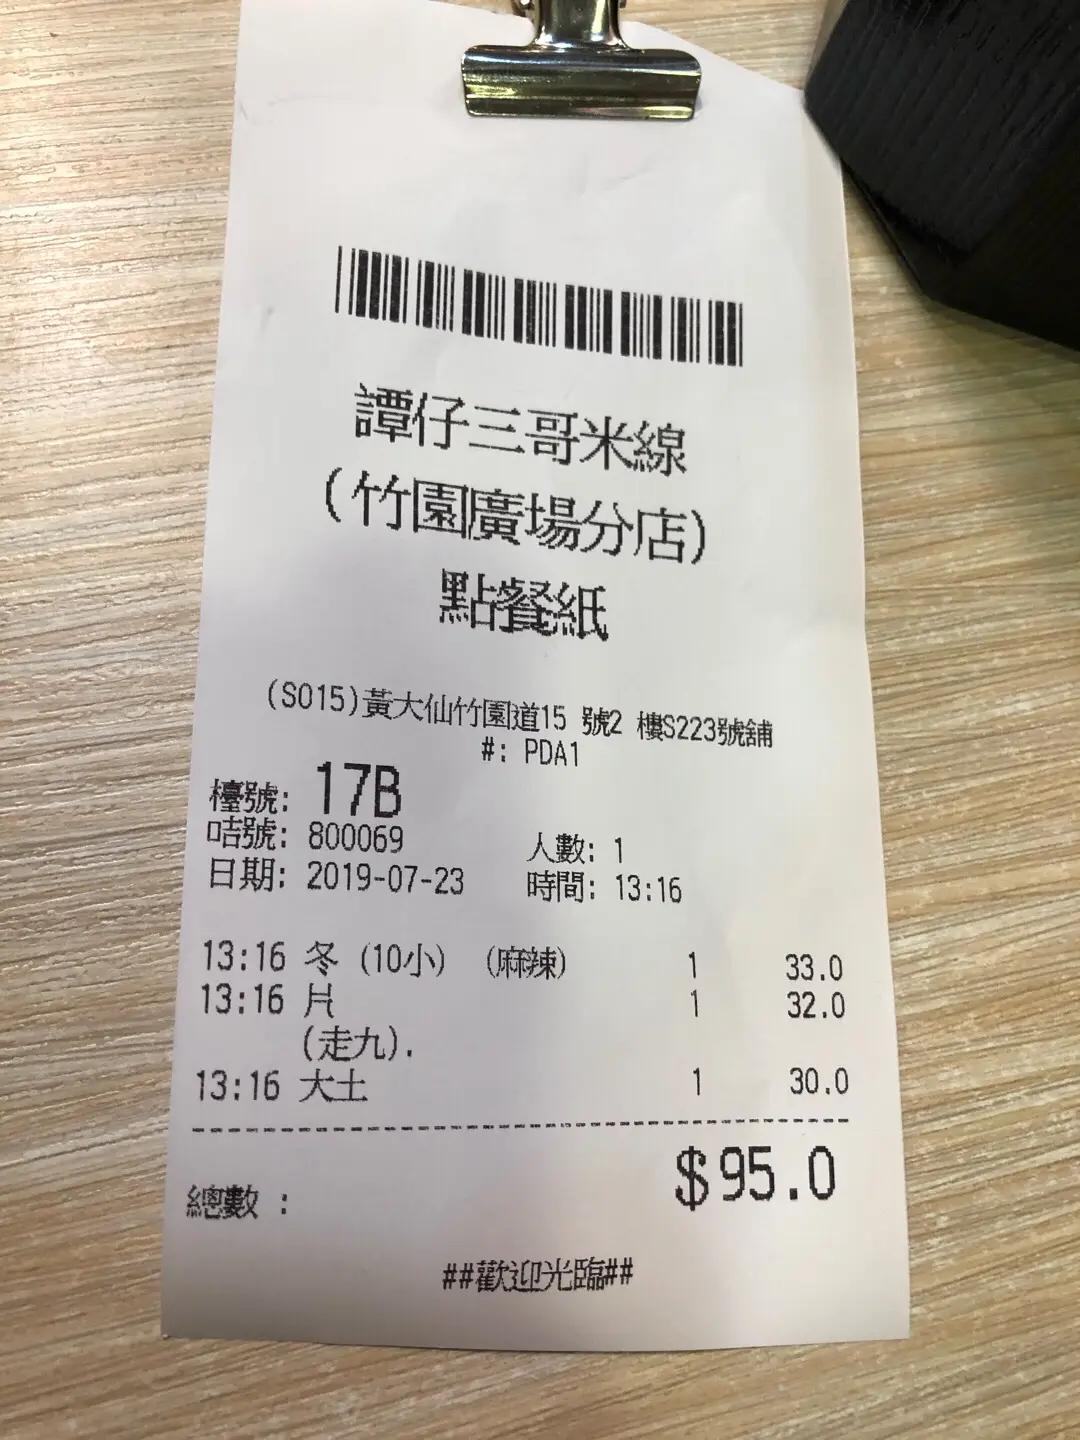 譚仔三哥米線
(竹園廣場分店)
點餐紙
(S015)黃大仙竹園道15 號2 樓S223號舖
#: PDA1
檯號: 17B
咭號: 800069 人數: 1
日期: 2019-07-23 時間: 13:16
13:16 冬 (10小) (麻辣) 1 33.0
13:16 片 1 32.0
(走九).
13:16 大土 1 30.0
總數 : $95.0
##歡迎光臨##